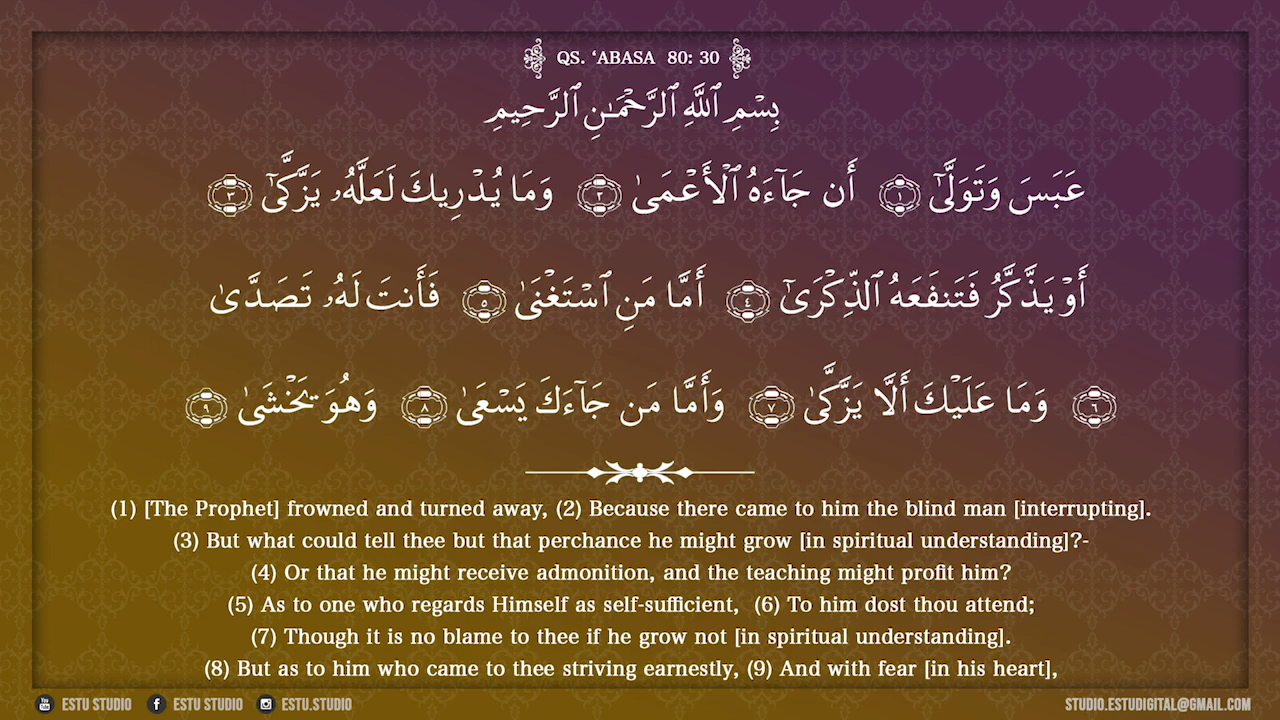 QS. ‘ABASA 80: 30
بِسْمِ ٱللَّهِ ٱلرَّحْمَـٰنِ ٱلرَّحِيمِ
عَبَسَ وَتَوَلَّىٰٓ ١ أَن جَآءَهُ ٱلْأَعْمَىٰ ٢ وَمَا يُدْرِيكَ لَعَلَّهُۥ يَزَّكَّىٰٓ ٣
أَوْ يَذَّكَّرُ فَتَنفَعَهُ ٱلذِّكْرَىٰٓ ٤ أَمَّا مَنِ ٱسْتَغْنَىٰ ٥ فَأَنتَ لَهُۥ تَصَدَّىٰ
٦ وَمَا عَلَيْكَ أَلَّا يَزَّكَّىٰ ٧ وَأَمَّا مَن جَآءَكَ يَسْعَىٰ ٨ وَهُوَ يَخْشَىٰ ٩
(1) [The Prophet] frowned and turned away, (2) Because there came to him the blind man [interrupting].
(3) But what could tell thee but that perchance he might grow [in spiritual understanding]?-
(4) Or that he might receive admonition, and the teaching might profit him?
(5) As to one who regards Himself as self-sufficient, (6) To him dost thou attend;
(7) Though it is no blame to thee if he grow not [in spiritual understanding].
(8) But as to him who came to thee striving earnestly, (9) And with fear [in his heart],
You Tube ESTU STUDIO f ESTU STUDIO ESTU.STUDIO STUDIO.ESTUDIGITAL@GMAIL.COM